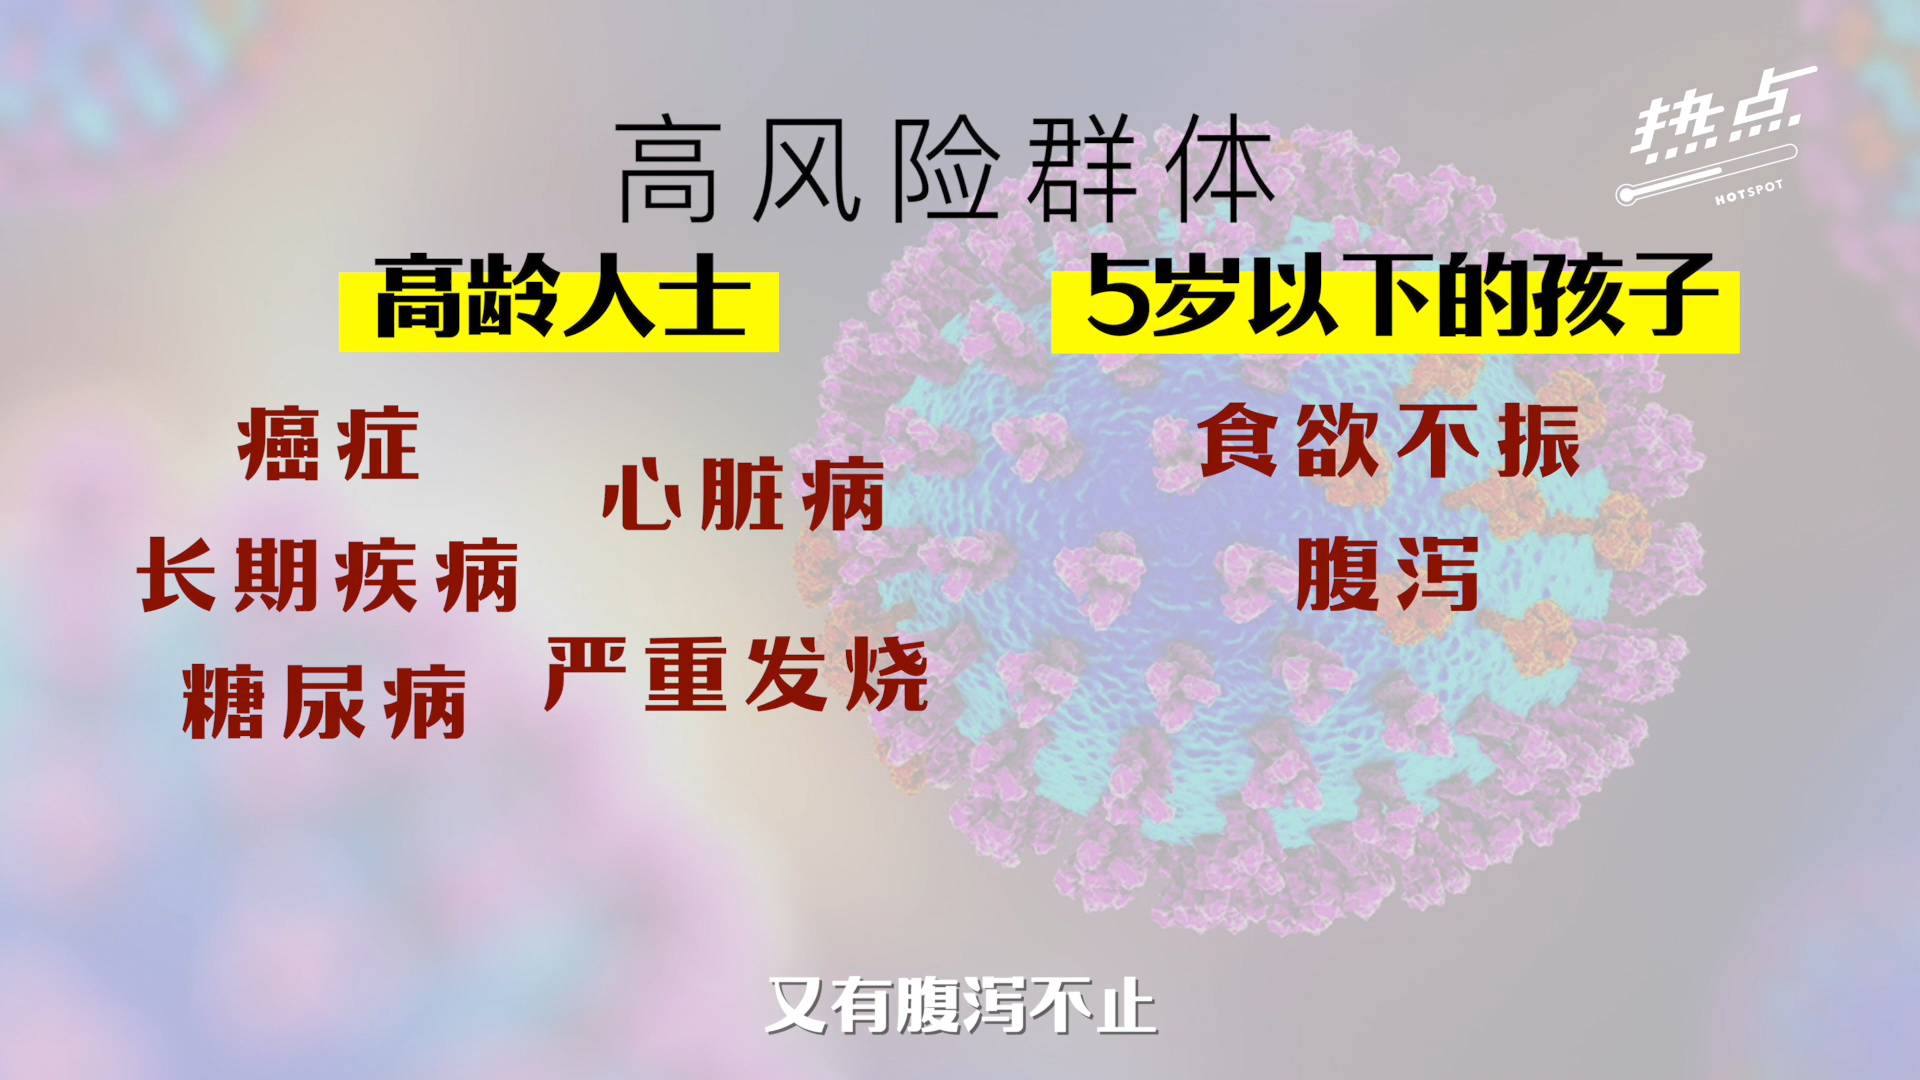 热点
HOTSPOT
高风险群体
高龄人士
癌症
心脏病
长期疾病
严重发烧
糖尿病
5岁以下的孩子
食欲不振
腹泻
又有腹泻不止